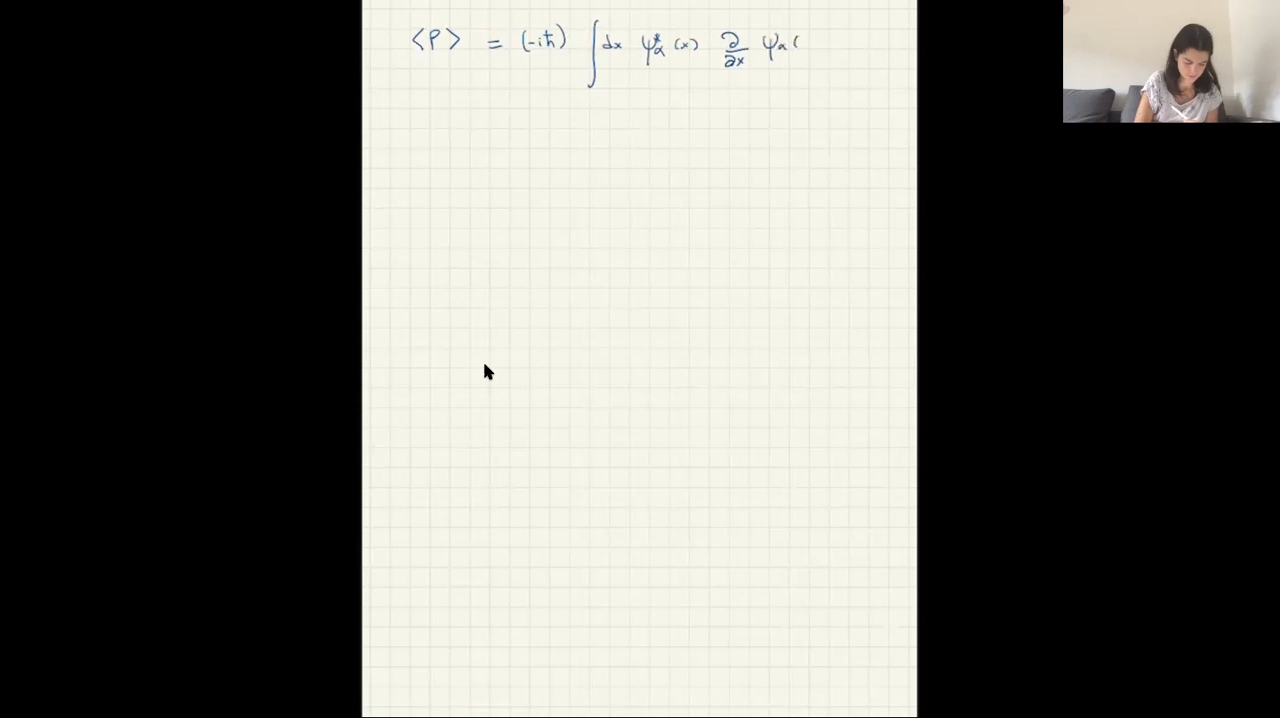 ⟨P⟩ = (-iħ) ∫ dx ψ*α (x) ∂/∂x ψα (